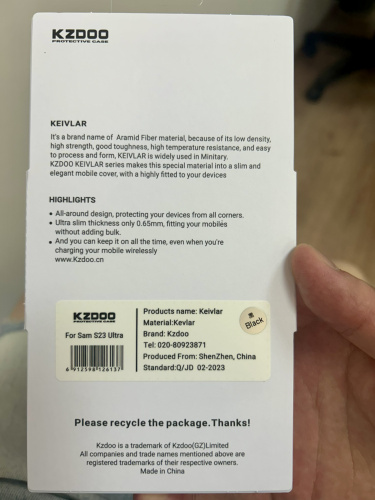 KZDOO
PROTECTIVE CASE
KEIVLAR
It's a brand name of Aramid Fiber material, because of its low density,
high strength, good toughness, high temperature resistance, and easy
to process and form, KEIVLAR is widely used in Minitary.
KZDOO KEIVLAR series makes this special material into a slim and
elegant mobile cover, with a highly fitted to your devices
HIGHLIGHTS
• All-around design, protecting your devices from all corners.
• Ultra slim thickness only 0.65mm, fitting your mobiles
without adding bulk.
• And you can keep it on all the time, even when you're
charging your mobile wirelessly
www.Kzdoo.cn
KZDOO
PROTECTIVE CASE
For Sam S23 Ultra
6 912598 126137
Products name: Keivlar
Material:Kevlar
Brand: Kzdoo
Tel: 020-80923871
Produced From: ShenZhen, China
Standard:Q/JD 02-2023
黑
Black
Please recycle the package.Thanks!
Kzdoo is a trademark of Kzdoo(GZ)Limited
All companies and trade names mentioned above are
registered trademarks of their respective owners.
Made in China